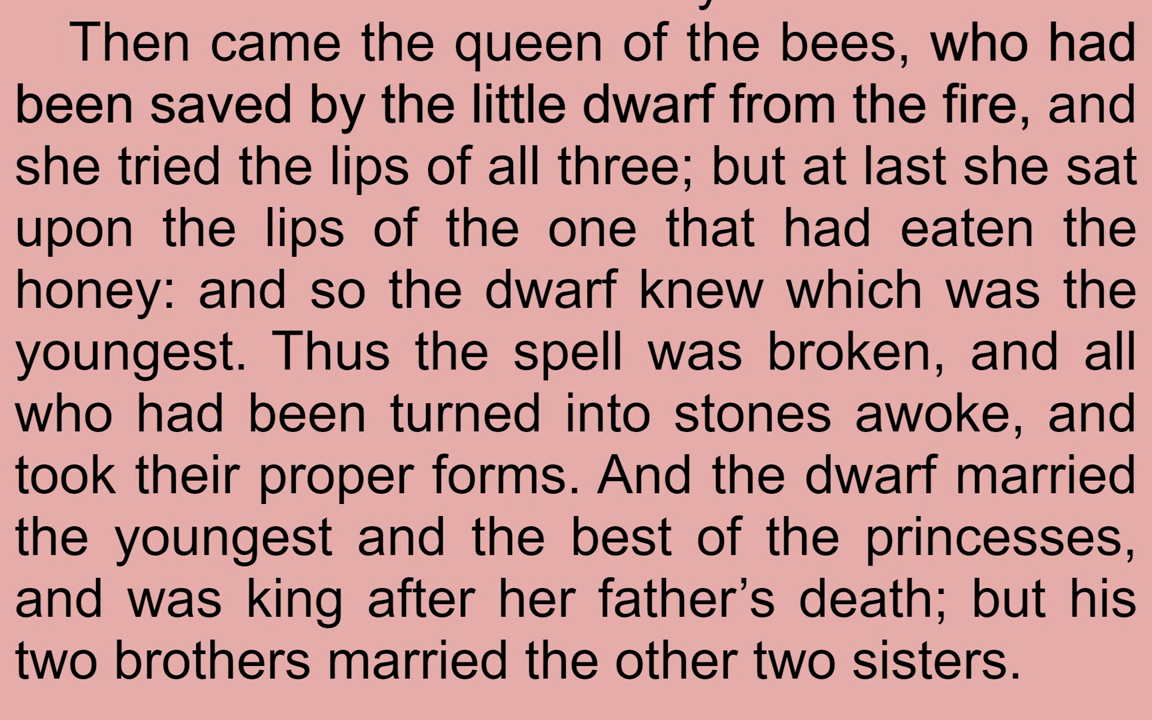 Then came the queen of the bees, who had
been saved by the little dwarf from the fire, and
she tried the lips of all three; but at last she sat
upon the lips of the one that had eaten the
honey: and so the dwarf knew which was the
youngest. Thus the spell was broken, and all
who had been turned into stones awoke, and
took their proper forms. And the dwarf married
the youngest and the best of the princesses,
and was king after her father’s death; but his
two brothers married the other two sisters.